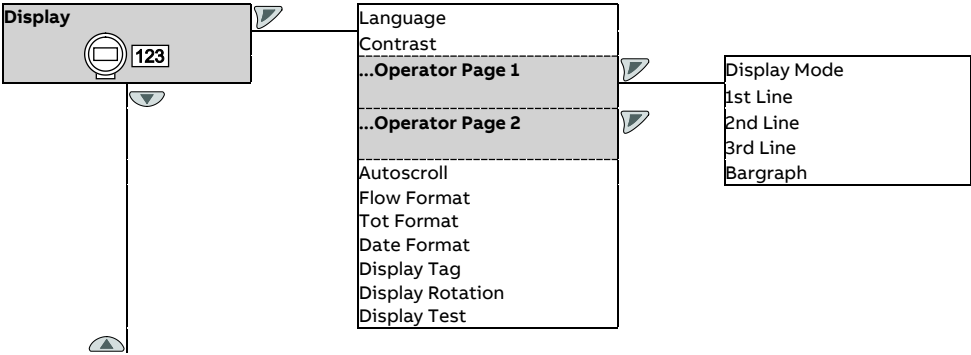 Display
123
Language
Contrast
...Operator Page 1
...Operator Page 2
Autoscroll
Flow Format
Tot Format
Date Format
Display Tag
Display Rotation
Display Test
Display Mode
1st Line
2nd Line
3rd Line
Bargraph